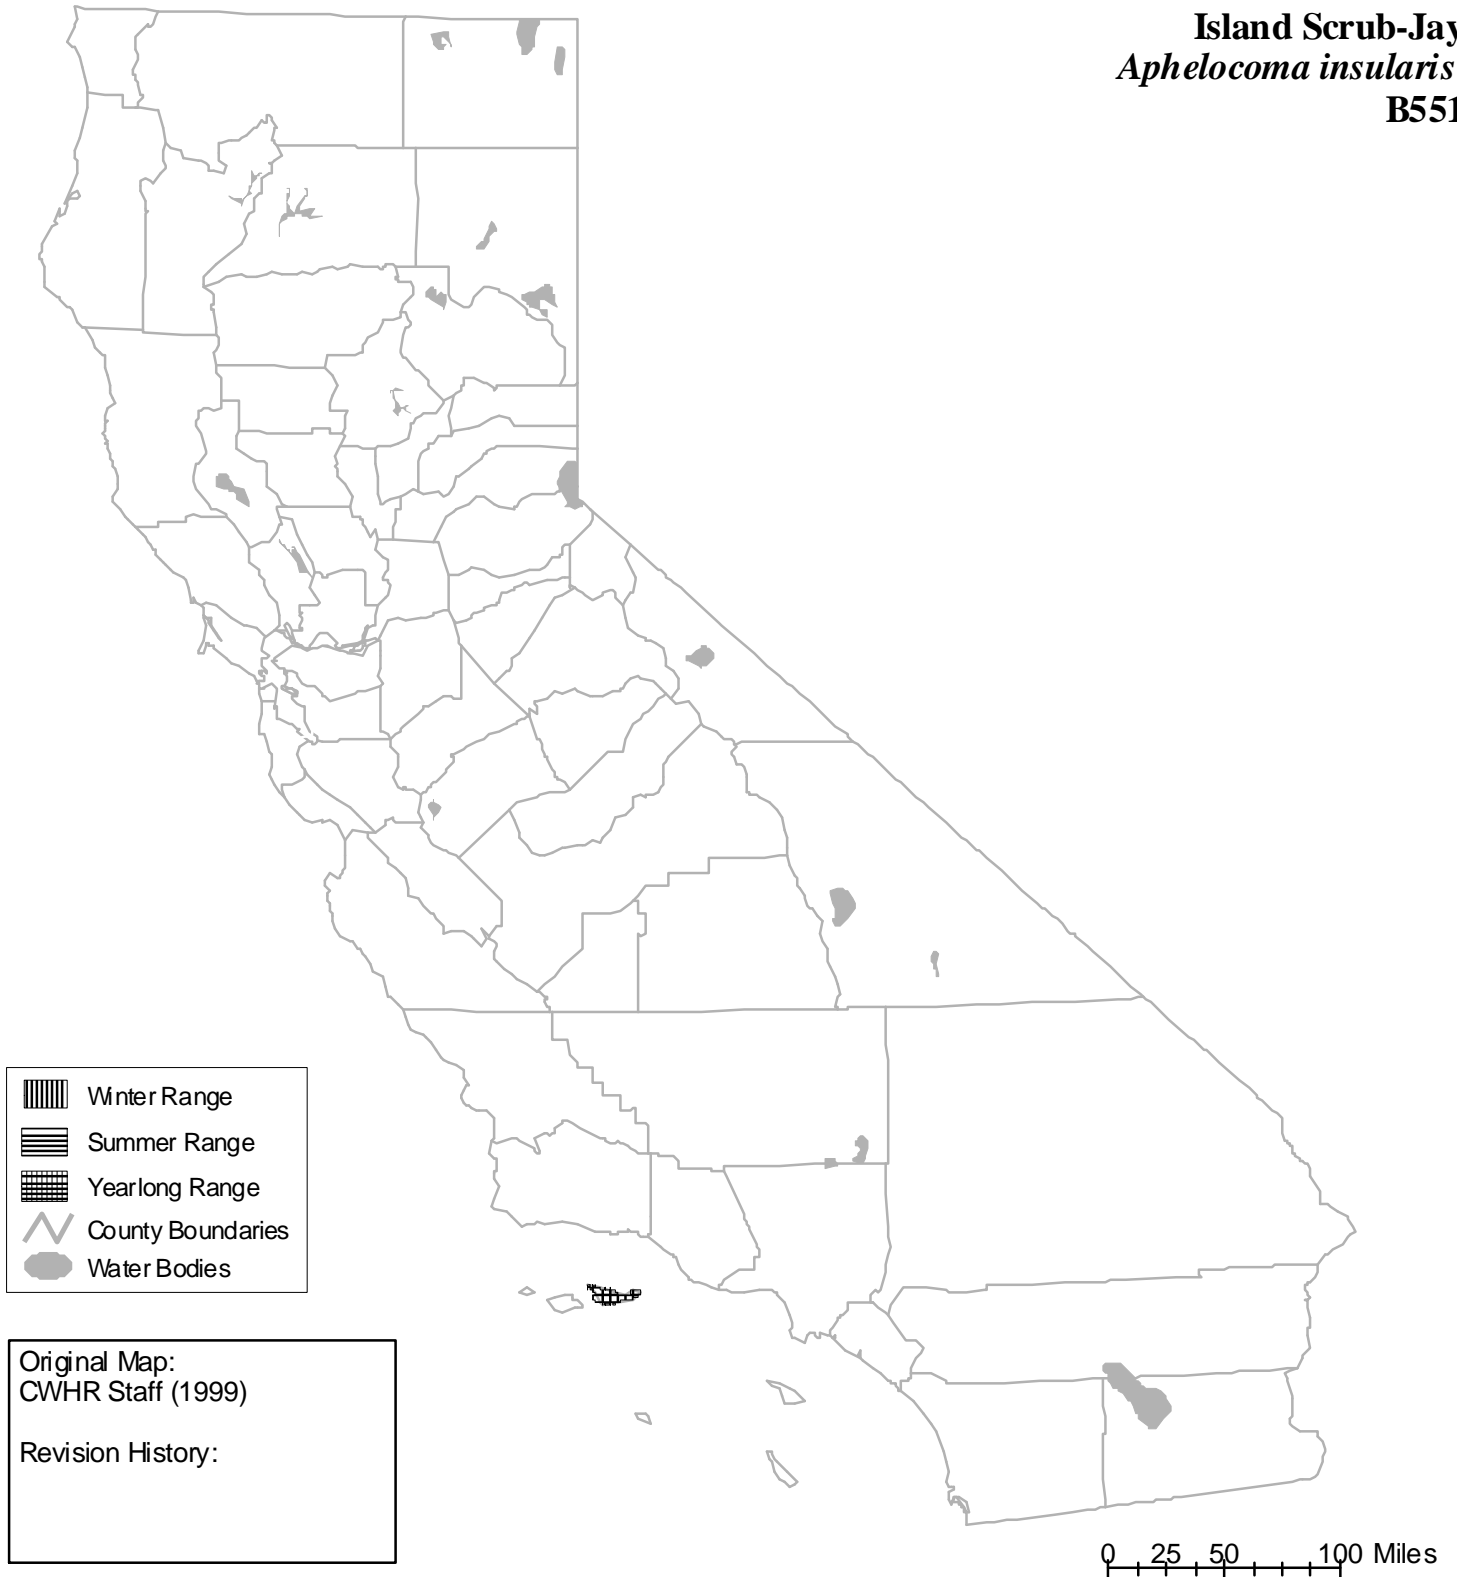 Island Scrub-Jay
Aphelocoma insularis
B551
Winter Range
Summer Range
Yearlong Range
County Boundaries
Water Bodies
Original Map:
CWHR Staff (1999)
Revision History:
0 25 50 100 Miles